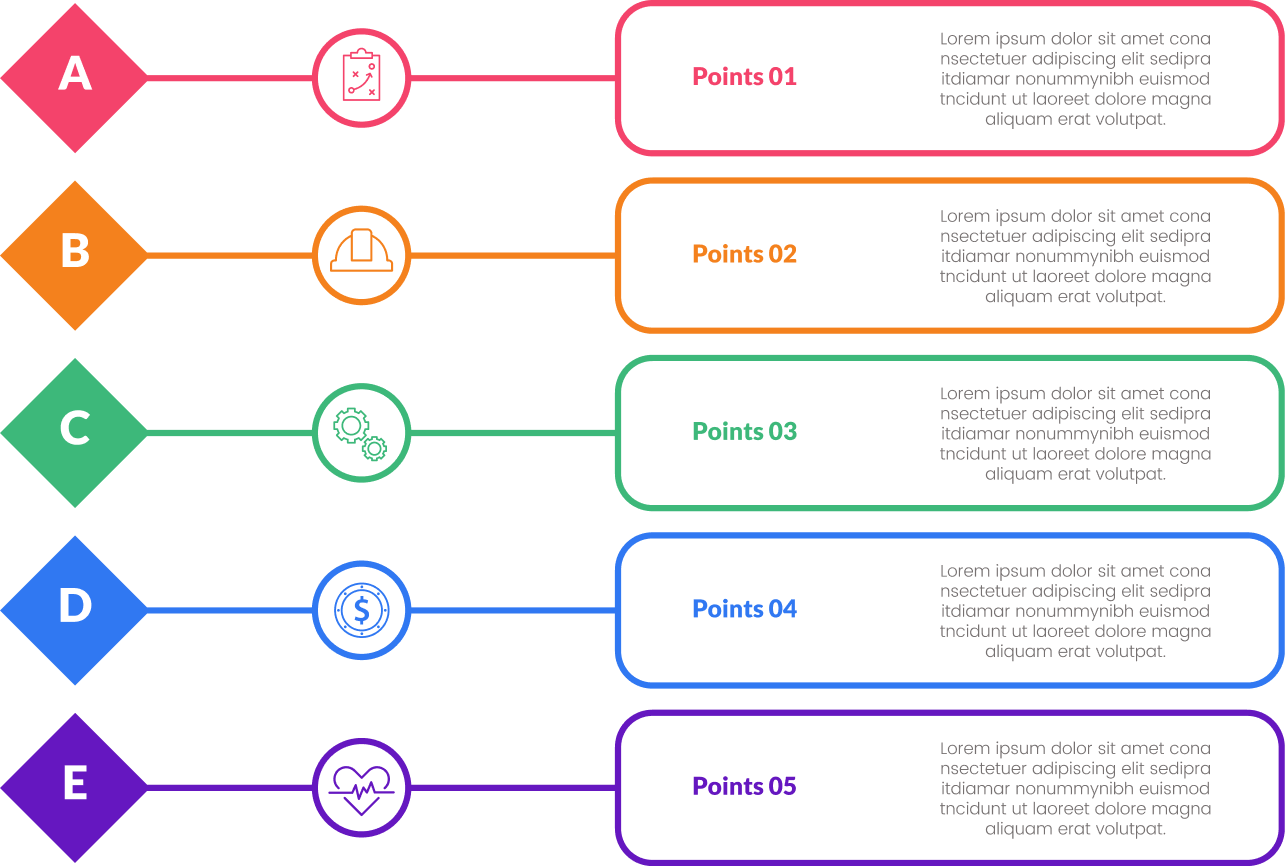 A
Points 01
Lorem ipsum dolor sit amet cona
nsectetuer adipiscing elit sedipra
itdiamar nonummynibh euismod
tncidunt ut laoreet dolore magna
aliquam erat volutpat.
B
Points 02
Lorem ipsum dolor sit amet cona
nsectetuer adipiscing elit sedipra
itdiamar nonummynibh euismod
tncidunt ut laoreet dolore magna
aliquam erat volutpat.
C
Points 03
Lorem ipsum dolor sit amet cona
nsectetuer adipiscing elit sedipra
itdiamar nonummynibh euismod
tncidunt ut laoreet dolore magna
aliquam erat volutpat.
D
$
Points 04
Lorem ipsum dolor sit amet cona
nsectetuer adipiscing elit sedipra
itdiamar nonummynibh euismod
tncidunt ut laoreet dolore magna
aliquam erat volutpat.
E
Points 05
Lorem ipsum dolor sit amet cona
nsectetuer adipiscing elit sedipra
itdiamar nonummynibh euismod
tncidunt ut laoreet dolore magna
aliquam erat volutpat.